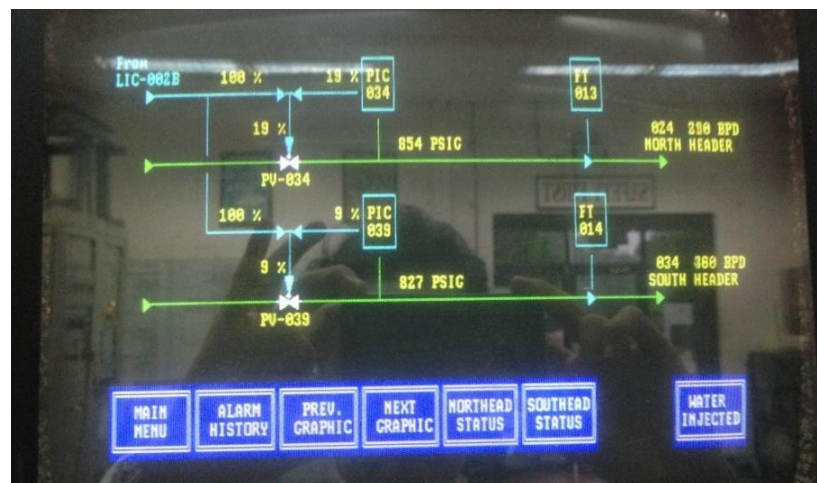 From
LIC-002B
100 %
19 %
PIC
034
FT
013
19 %
854 PSIG
024 290 BPD
NORTH HEADER
PV-034
100 %
9 %
PIC
039
FT
014
9 %
827 PSIG
034 360 BPD
SOUTH HEADER
PV-039
MAIN
MENU
ALARM
HISTORY
PREV.
GRAPHIC
NEXT
GRAPHIC
NORTHEAD
STATUS
SOUTHEAD
STATUS
WATER
INJECTED